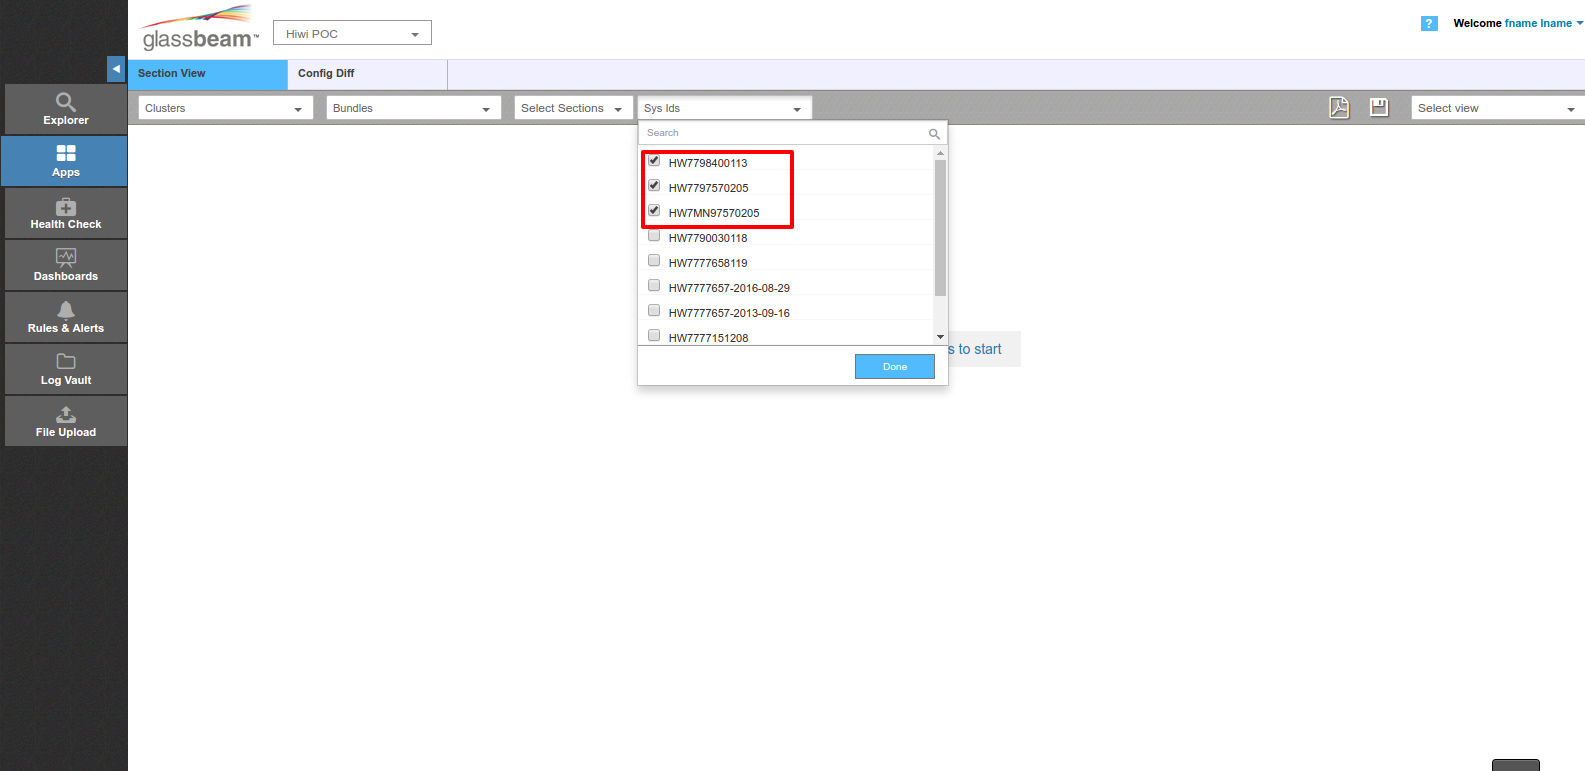 glassbeam™
Hiwi POC
? Welcome fname lname
Section View Config Diff
Clusters Bundles Select Sections Sys Ids Select view
Explorer
Apps
Health Check
Dashboards
Rules & Alerts
Log Vault
File Upload
Search
HW7798400113
HW7797570205
HW7MN97570205
HW7790030118
HW7777658119
HW7777657-2016-08-29
HW7777657-2013-09-16
HW7777151208
Done
s to start